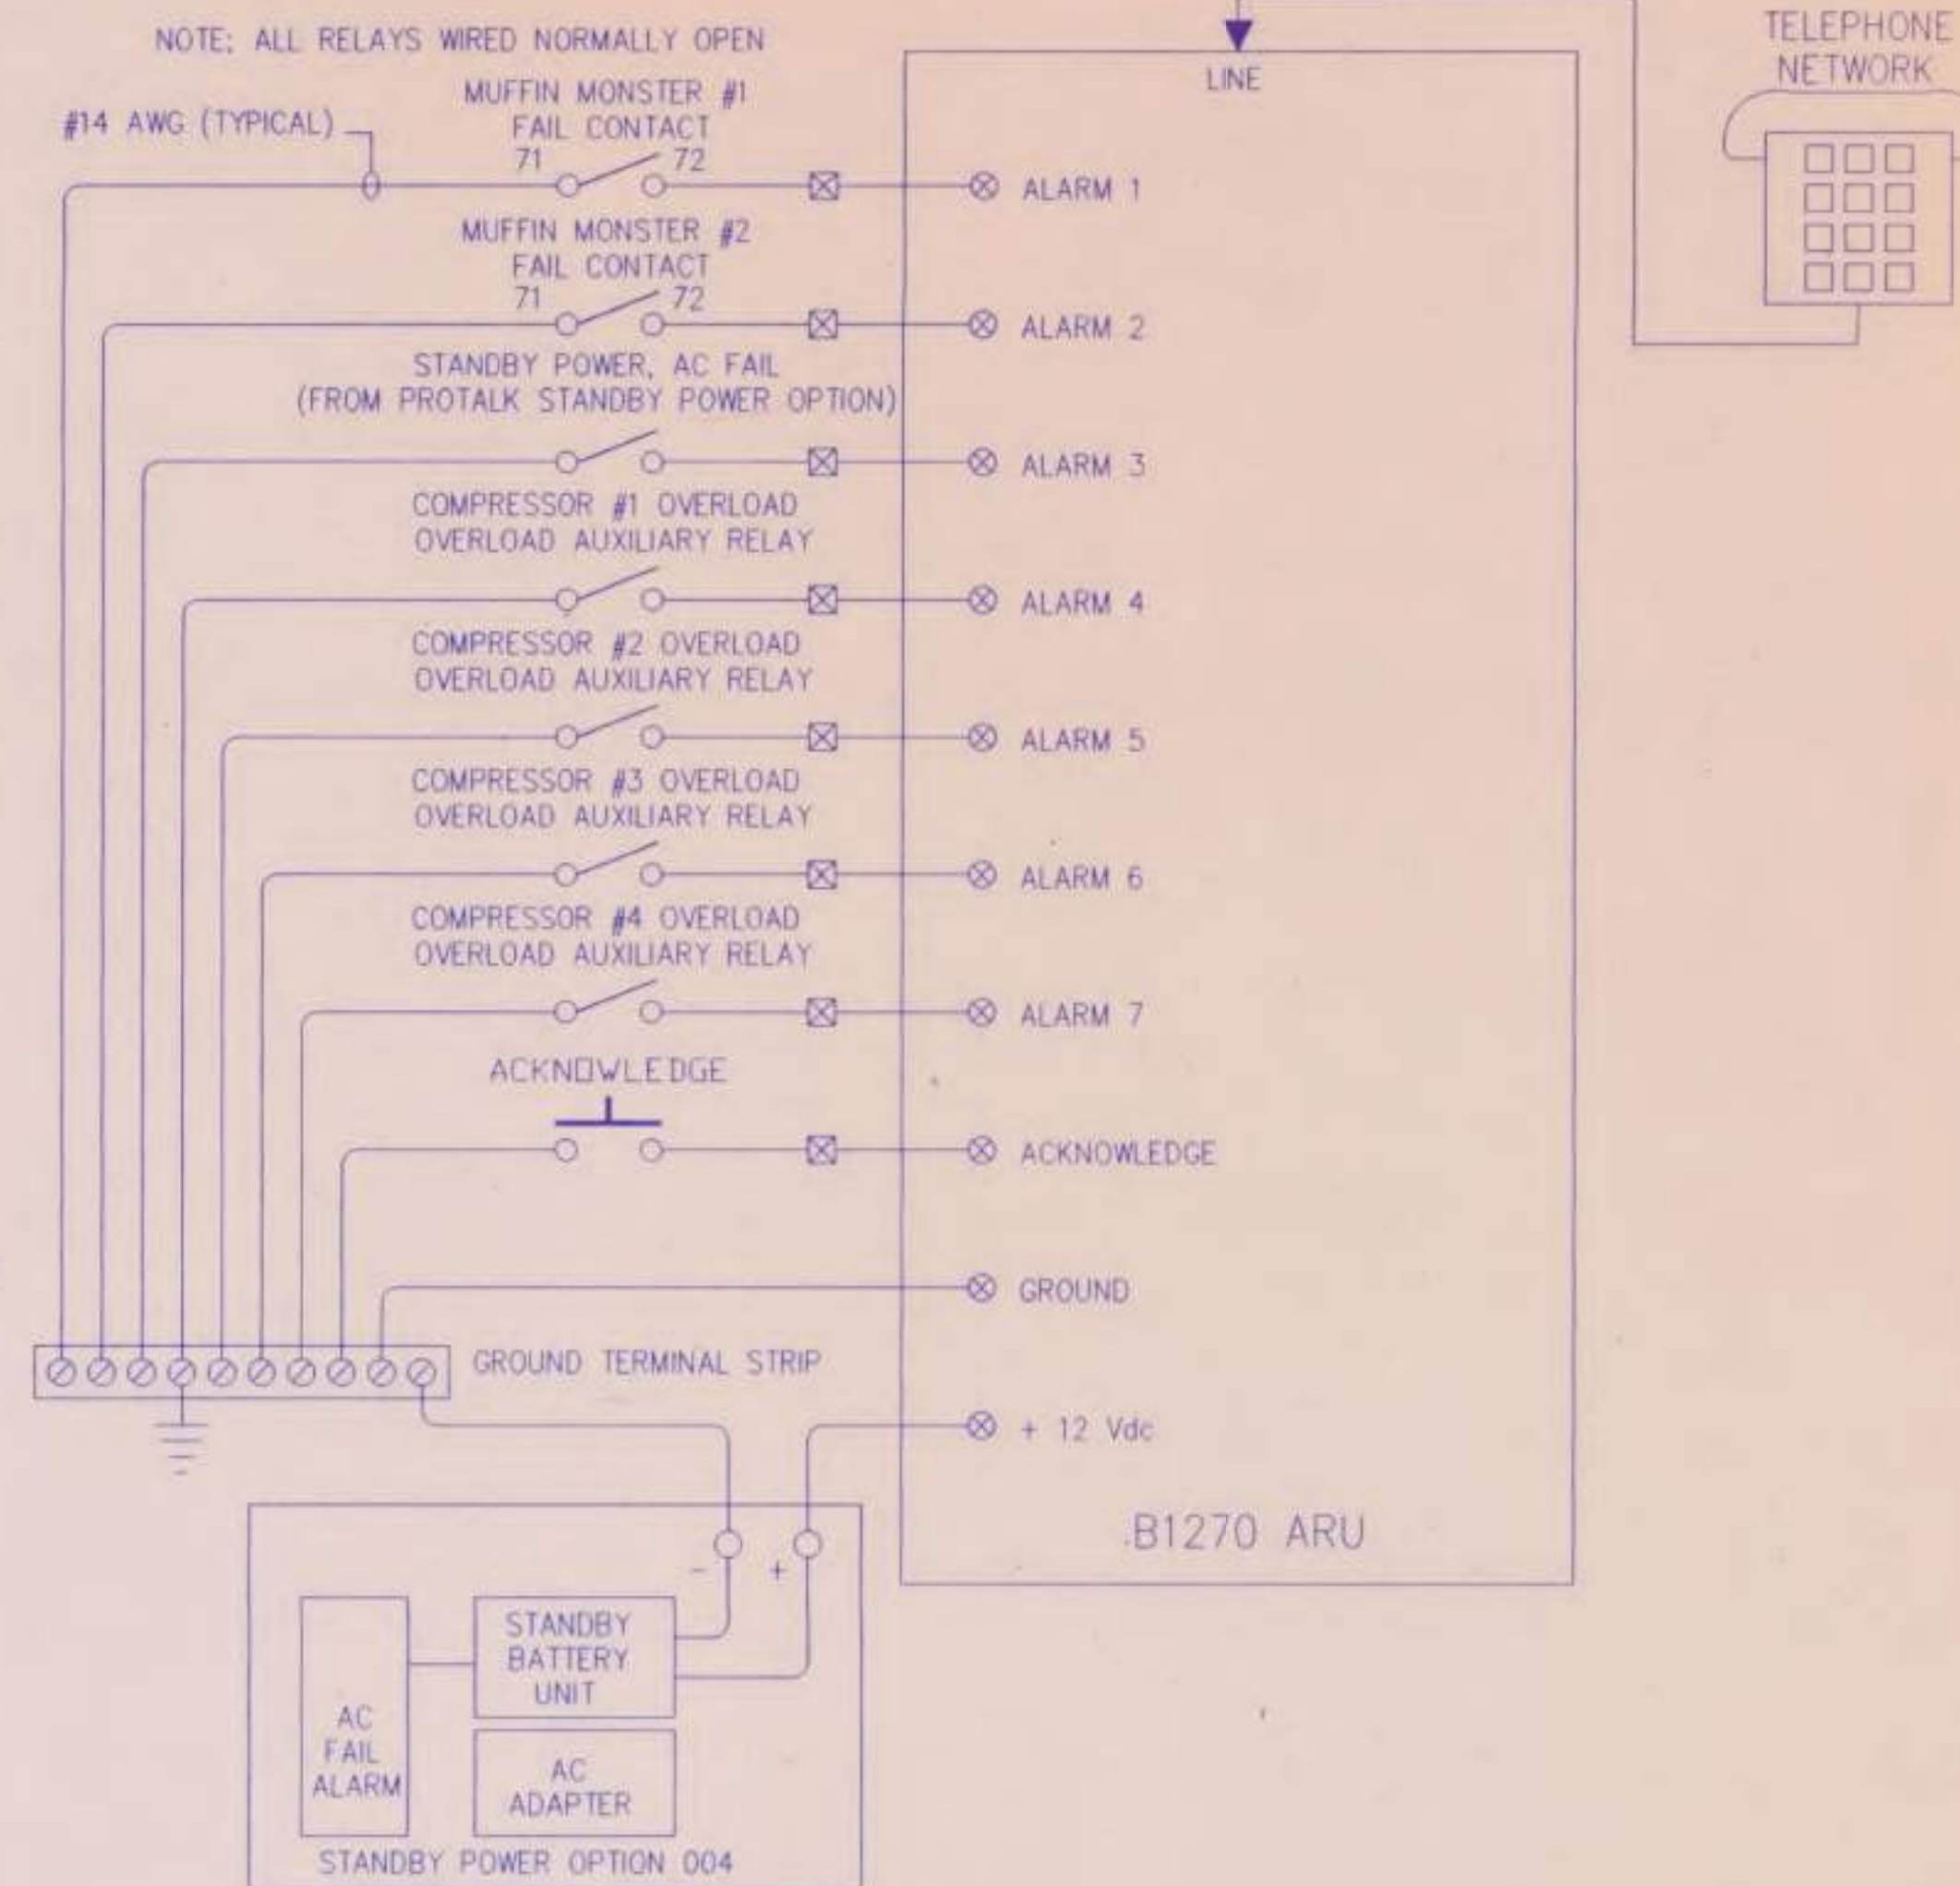 NOTE: ALL RELAYS WIRED NORMALLY OPEN
TELEPHONE
NETWORK
LINE
#14 AWG (TYPICAL)
MUFFIN MONSTER #1
FAIL CONTACT
71 72
ALARM 1
MUFFIN MONSTER #2
FAIL CONTACT
71 72
ALARM 2
STANDBY POWER, AC FAIL
(FROM PROTALK STANDBY POWER OPTION)
ALARM 3
COMPRESSOR #1 OVERLOAD
OVERLOAD AUXILIARY RELAY
ALARM 4
COMPRESSOR #2 OVERLOAD
OVERLOAD AUXILIARY RELAY
ALARM 5
COMPRESSOR #3 OVERLOAD
OVERLOAD AUXILIARY RELAY
ALARM 6
COMPRESSOR #4 OVERLOAD
OVERLOAD AUXILIARY RELAY
ALARM 7
ACKNOWLEDGE
ACKNOWLEDGE
GROUND
GROUND TERMINAL STRIP
+ 12 Vdc
B1270 ARU
- +
STANDBY
BATTERY
UNIT
AC
FAIL
ALARM
AC
ADAPTER
STANDBY POWER OPTION 004